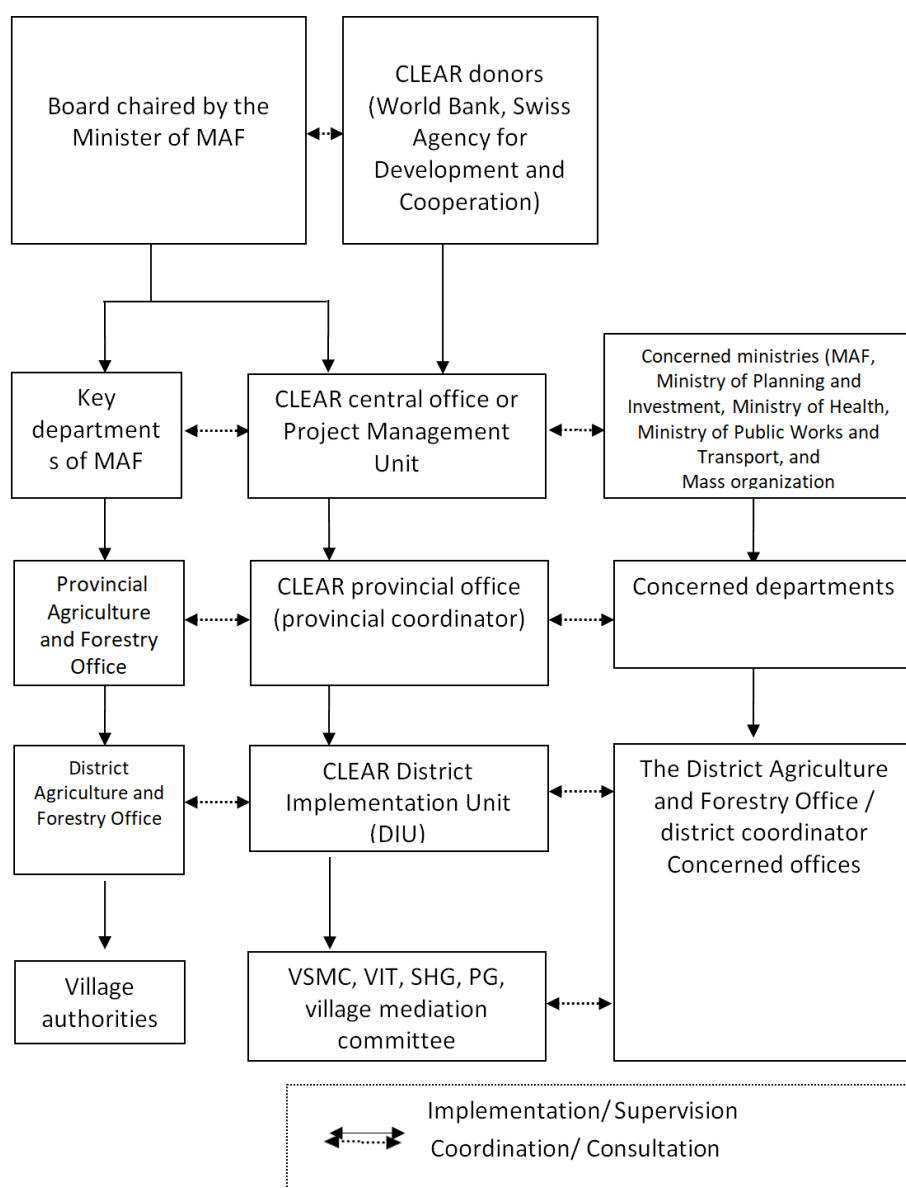 Board chaired by the
Minister of MAF
CLEAR donors
(World Bank, Swiss
Agency for
Development and
Cooperation)
Key
department
s of MAF
CLEAR central office or
Project Management
Unit
Concerned ministries (MAF,
Ministry of Planning and
Investment, Ministry of Health,
Ministry of Public Works and
Transport, and
Mass organization
Provincial
Agriculture
and Forestry
Office
CLEAR provincial office
(provincial coordinator)
Concerned departments
District
Agriculture and
Forestry Office
CLEAR District
Implementation Unit
(DIU)
The District Agriculture
and Forestry Office /
district coordinator
Concerned offices
Village
authorities
VSMC, VIT, SHG, PG,
village mediation
committee
Implementation/ Supervision
Coordination/ Consultation